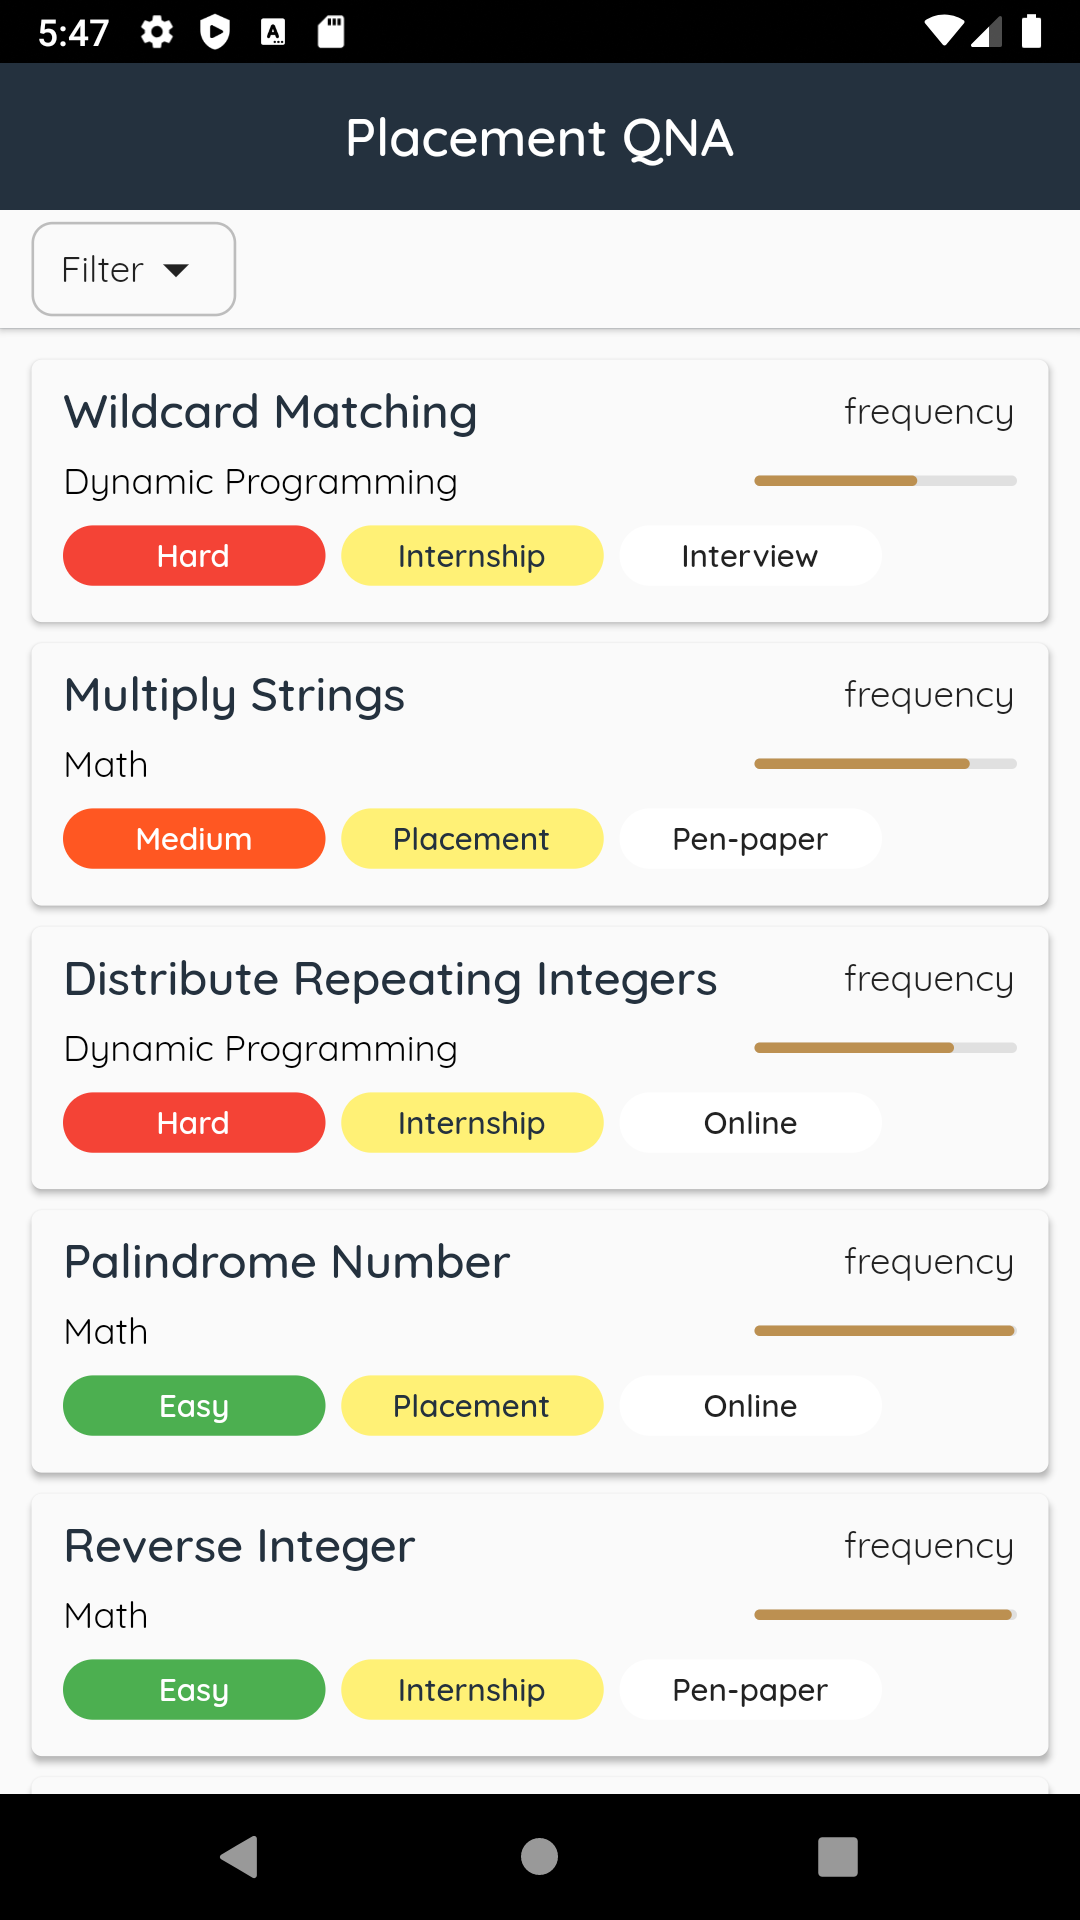 5:47
Placement QNA
Filter
Wildcard Matching frequency
Dynamic Programming
Hard Internship Interview
Multiply Strings frequency
Math
Medium Placement Pen-paper
Distribute Repeating Integers frequency
Dynamic Programming
Hard Internship Online
Palindrome Number frequency
Math
Easy Placement Online
Reverse Integer frequency
Math
Easy Internship Pen-paper